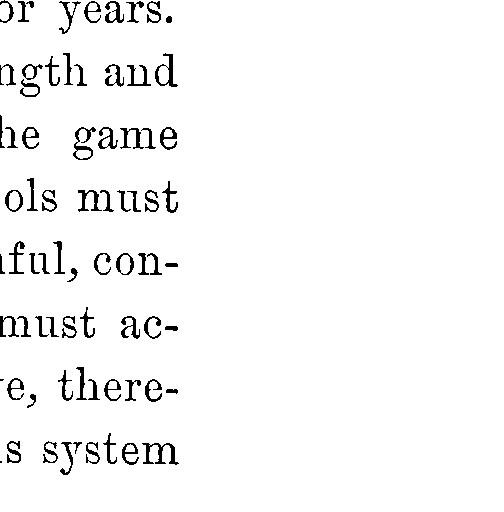 or years.
ngth and
he game
ols must
ful, con-
must ac-
e, there-
s system